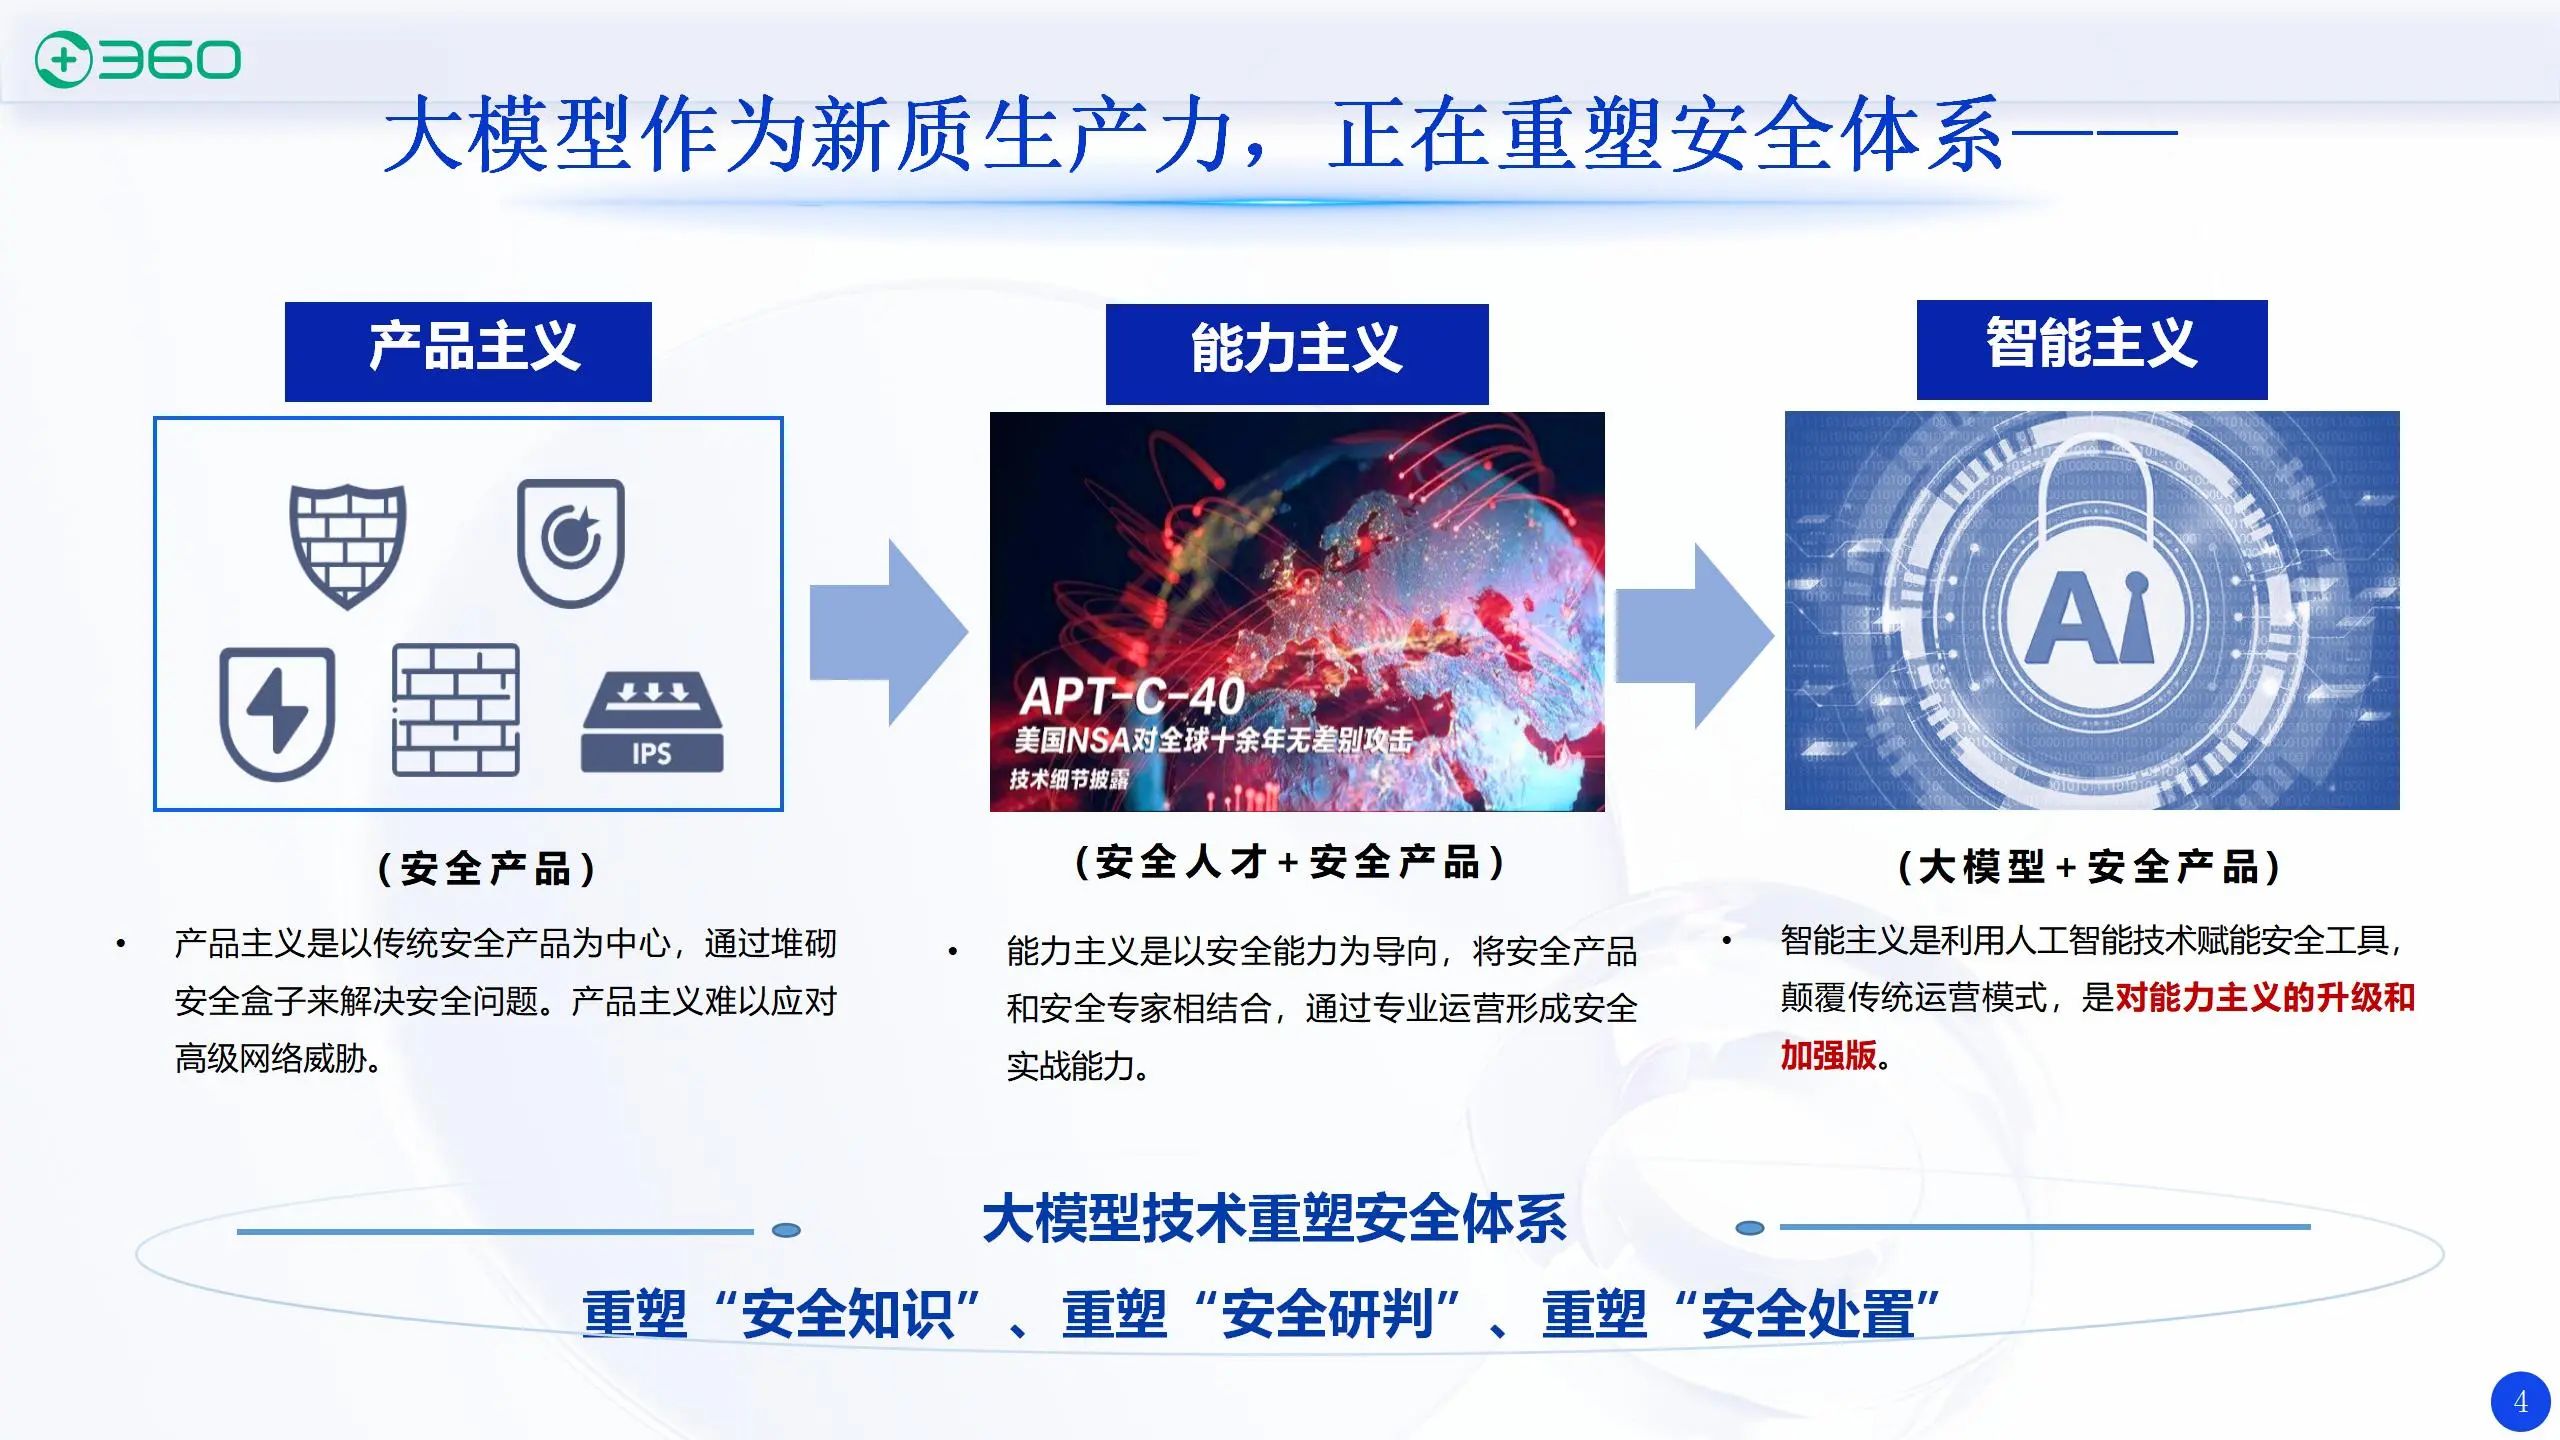 360
大模型作为新质生产力，正在重塑安全体系——
产品主义
IPS
（安全产品）
• 产品主义是以传统安全产品为中心，通过堆砌
安全盒子来解决安全问题。产品主义难以应对
高级网络威胁。
能力主义
APT-C-40
美国NSA对全球十余年无差别攻击
技术细节披露
（安全人才+安全产品）
• 能力主义是以安全能力为导向，将安全产品
和安全专家相结合，通过专业运营形成安全
实战能力。
智能主义
Ai
（大模型+安全产品）
• 智能主义是利用人工智能技术赋能安全工具，
颠覆传统运营模式，是对能力主义的升级和
加强版。
大模型技术重塑安全体系
重塑“安全知识”、重塑“安全研判”、重塑“安全处置”
4